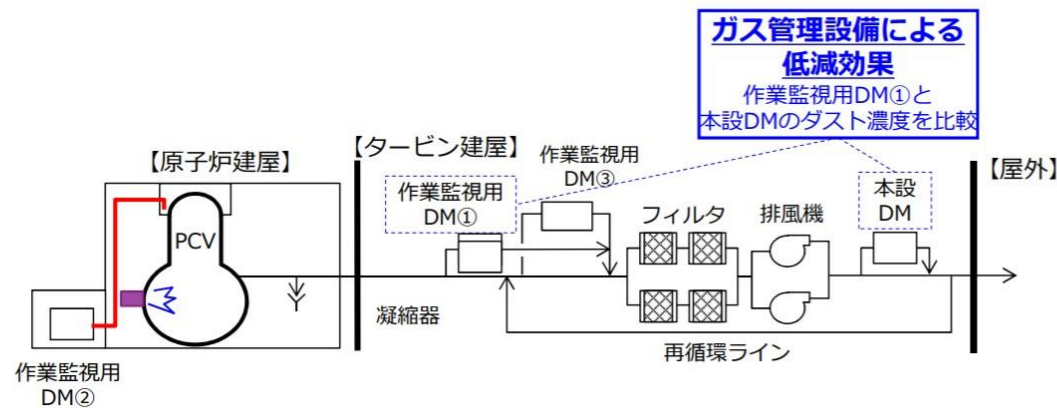 ガス管理設備による
低減効果
作業監視用DM①と
本設DMのダスト濃度を比較
【原子炉建屋】
【タービン建屋】
作業監視用
DM③
【屋外】
作業監視用
DM①
本設
DM
フィルタ
排風機
PCV
凝縮器
再循環ライン
作業監視用
DM②